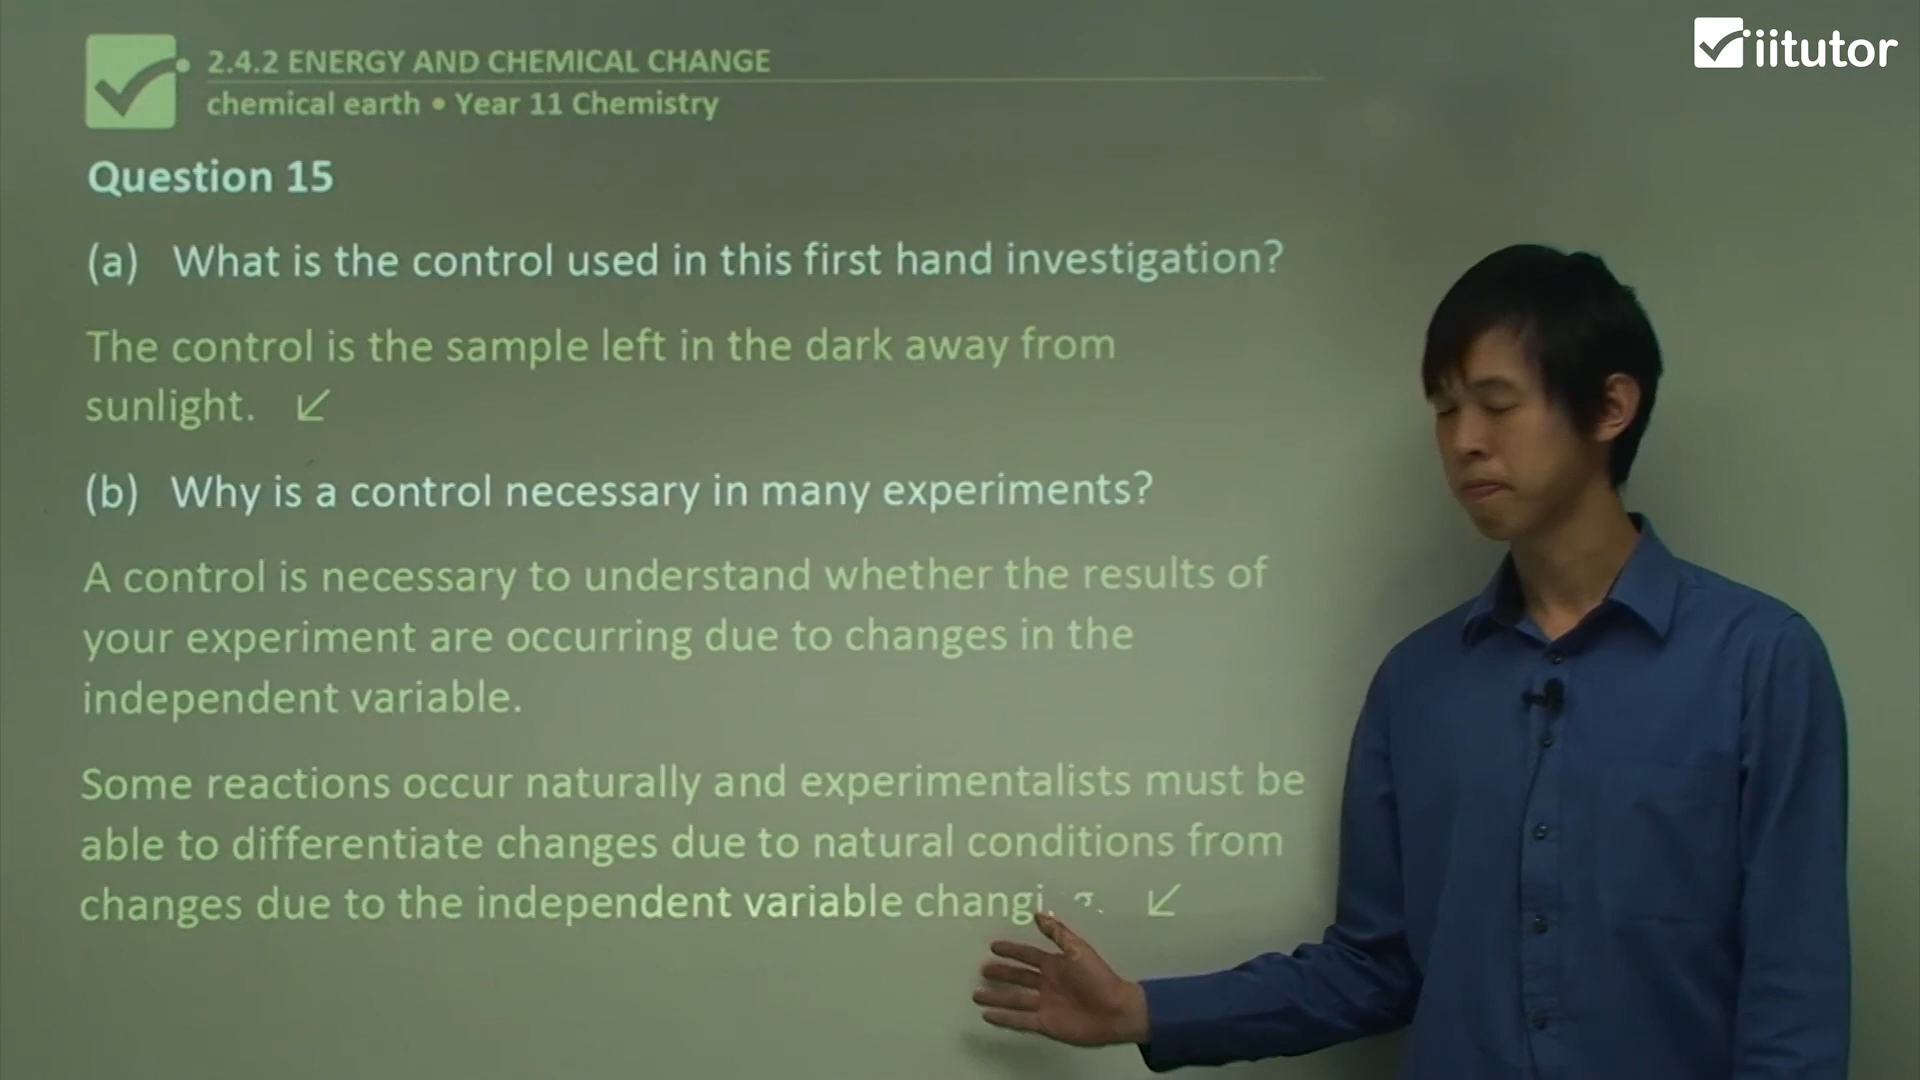 iitutor
2.4.2 ENERGY AND CHEMICAL CHANGE
chemical earth • Year 11 Chemistry
Question 15
(a) What is the control used in this first hand investigation?
The control is the sample left in the dark away from
sunlight.
(b) Why is a control necessary in many experiments?
A control is necessary to understand whether the results of
your experiment are occurring due to changes in the
independent variable.
Some reactions occur naturally and experimentalists must be
able to differentiate changes due to natural conditions from
changes due to the independent variable